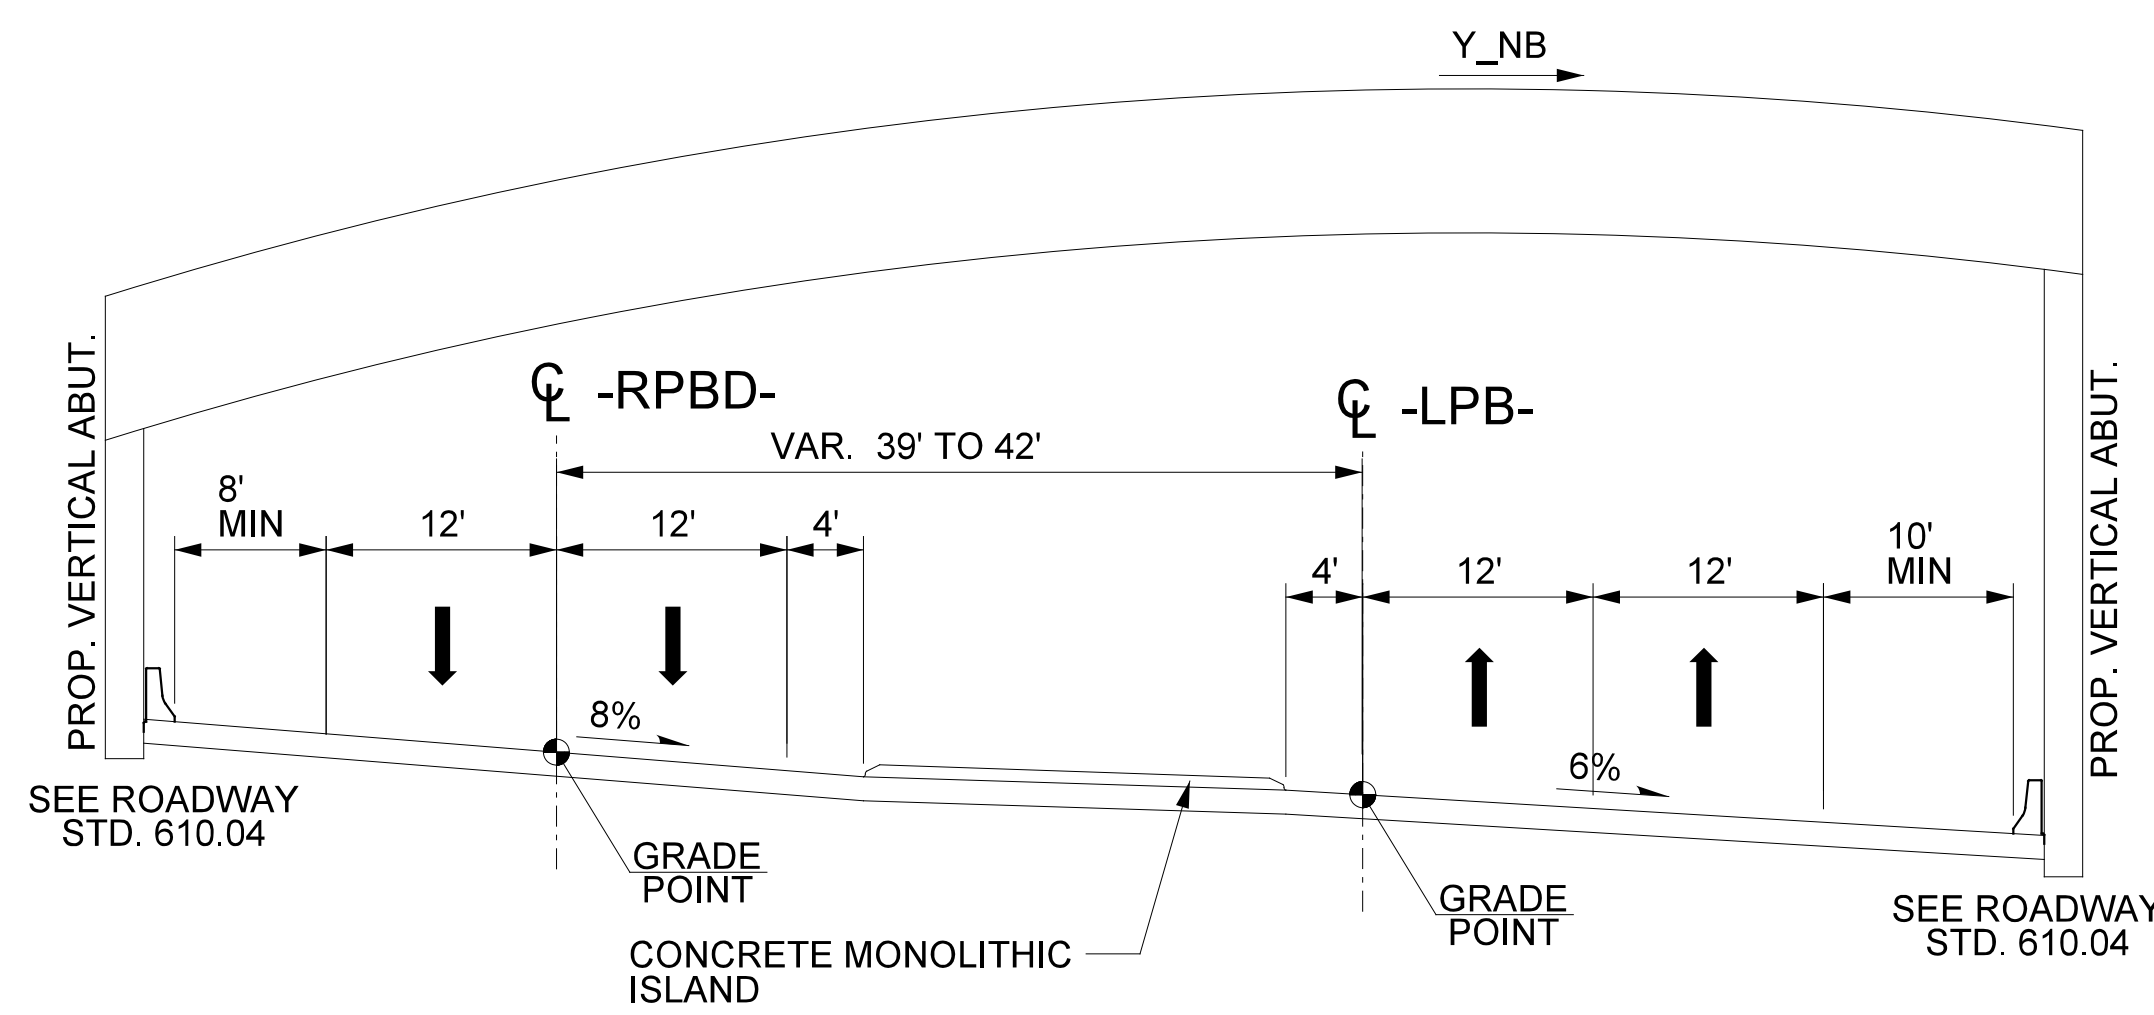 Y_NB
PROP. VERTICAL ABUT.
℄ -RPBD-
℄ -LPB-
PROP. VERTICAL ABUT.
VAR. 39' TO 42'
8'
MIN
12'
12'
4'
4'
12'
12'
10'
MIN
8%
6%
SEE ROADWAY
STD. 610.04
GRADE
POINT
GRADE
POINT
SEE ROADWAY
STD. 610.04
CONCRETE MONOLITHIC
ISLAND